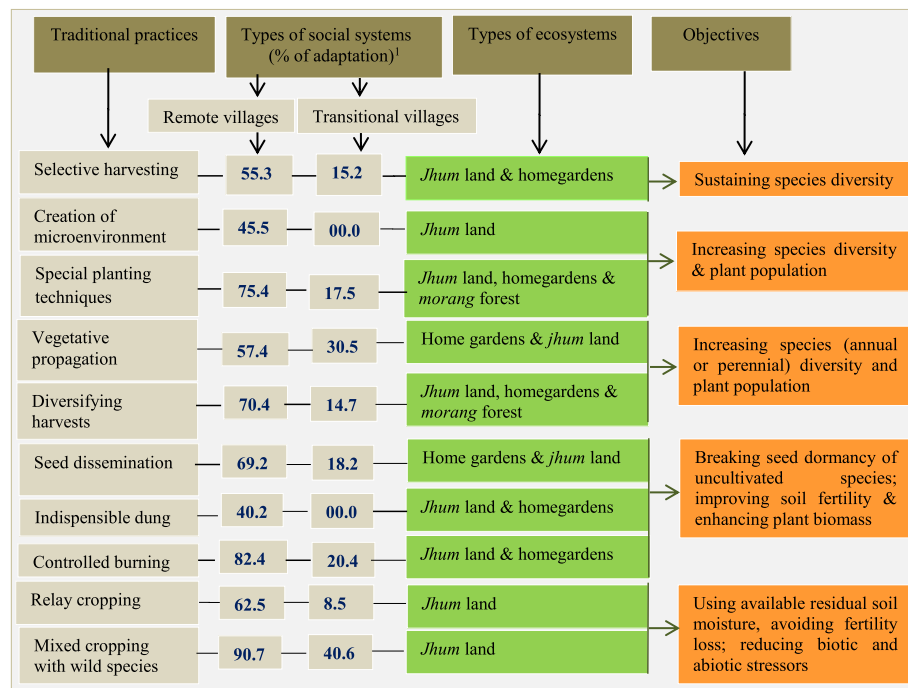 Traditional practices
Types of social systems
(% of adaptation)1
Types of ecosystems
Objectives
Remote villages
Transitional villages
Selective harvesting
55.3
15.2
Jhum land & homegardens
Sustaining species diversity
Creation of
microenvironment
45.5
00.0
Jhum land
Increasing species diversity
& plant population
Special planting
techniques
75.4
17.5
Jhum land, homegardens &
morang forest
Vegetative
propagation
57.4
30.5
Home gardens & jhum land
Increasing species (annual
or perennial) diversity and
plant population
Diversifying
harvests
70.4
14.7
Jhum land, homegardens &
morang forest
Seed dissemination
69.2
18.2
Home gardens & jhum land
Breaking seed dormancy of
uncultivated species;
improving soil fertility &
enhancing plant biomass
Indispensible dung
40.2
00.0
Jhum land & homegardens
Controlled burning
82.4
20.4
Jhum land & homegardens
Relay cropping
62.5
8.5
Jhum land
Using available residual soil
moisture, avoiding fertility
loss; reducing biotic and
abiotic stressors
Mixed cropping
with wild species
90.7
40.6
Jhum land